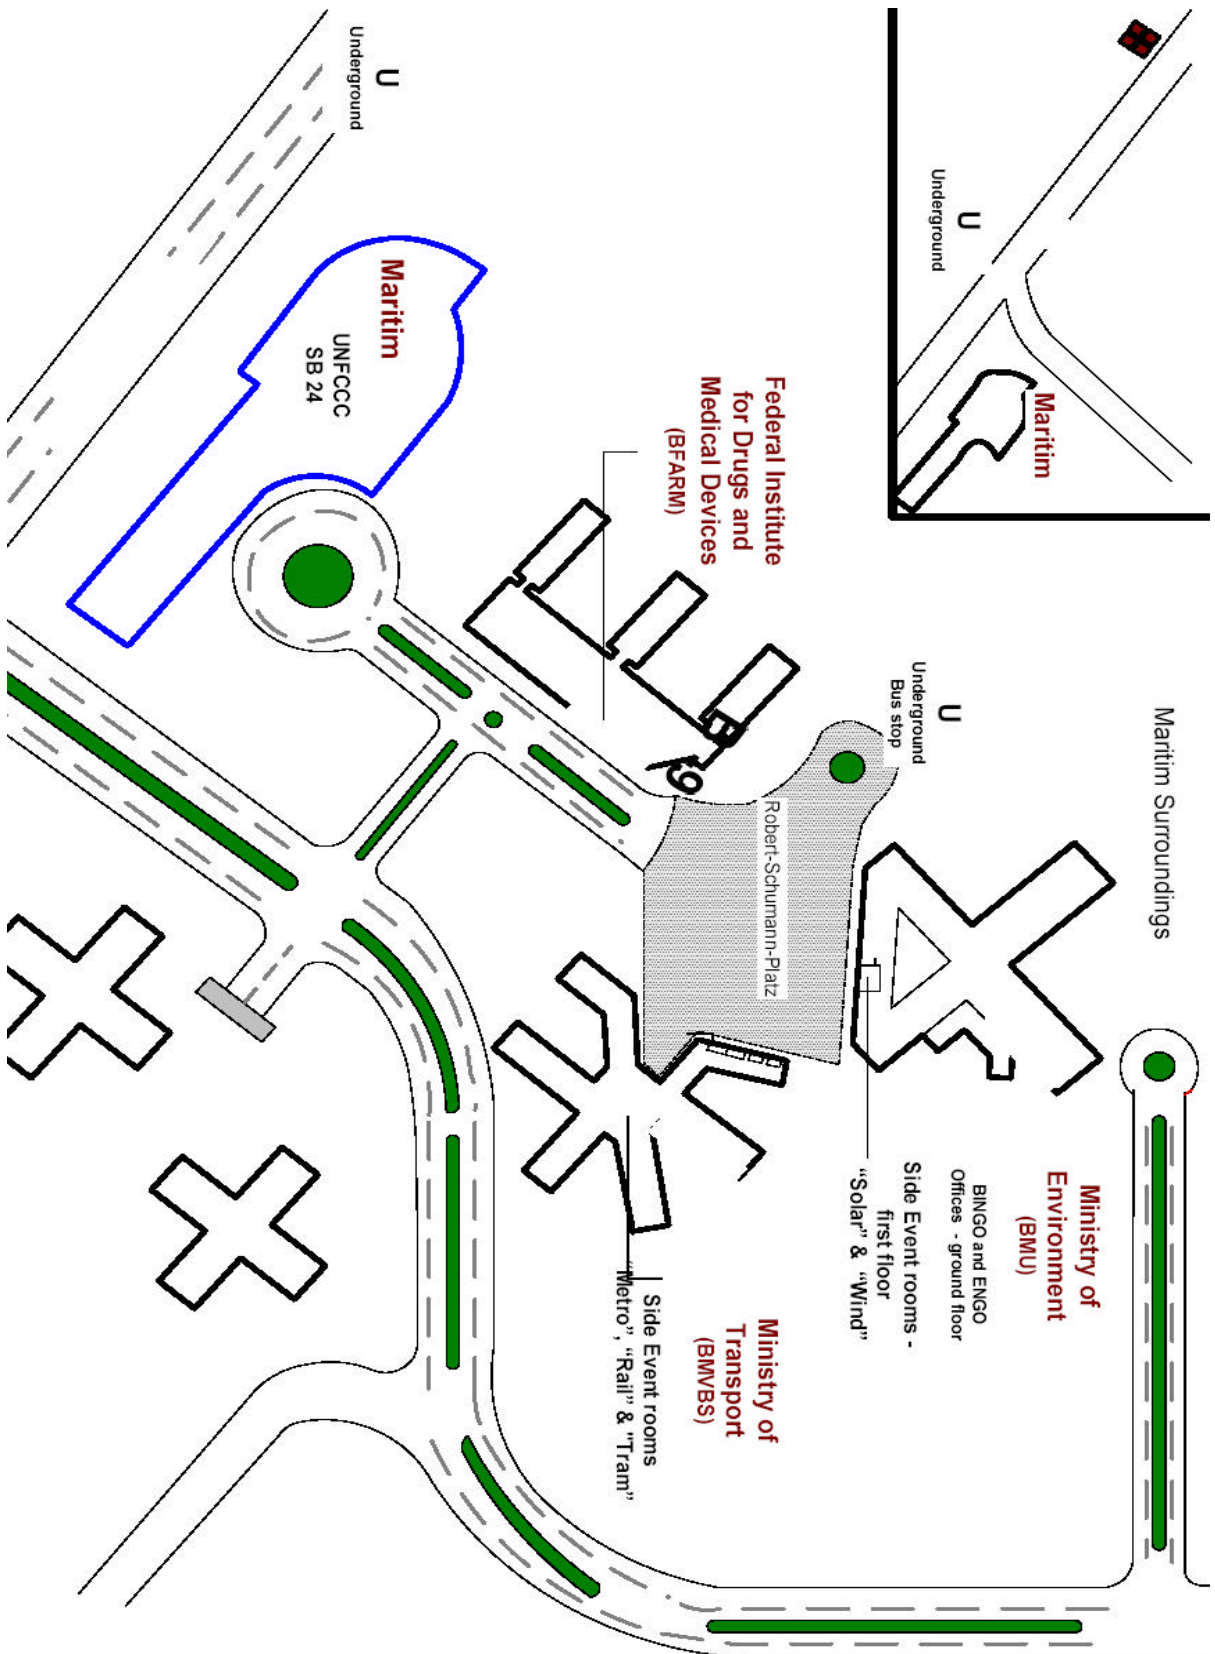 Maritim Surroundings
U
Underground
Maritim
U
Underground
Bus stop
Ministry of
Environment
(BMU)
BINGO and ENGO
Offices - ground floor
Side Event rooms -
first floor
“Solar” & “Wind”
Robert-Schumann-Platz
Federal Institute
for Drugs and
Medical Devices
(BFARM)
Ministry of
Transport
(BMVBS)
Side Event rooms
“Metro”, “Rail” & “Tram”
U
Underground
Maritim
UNFCCC
SB 24